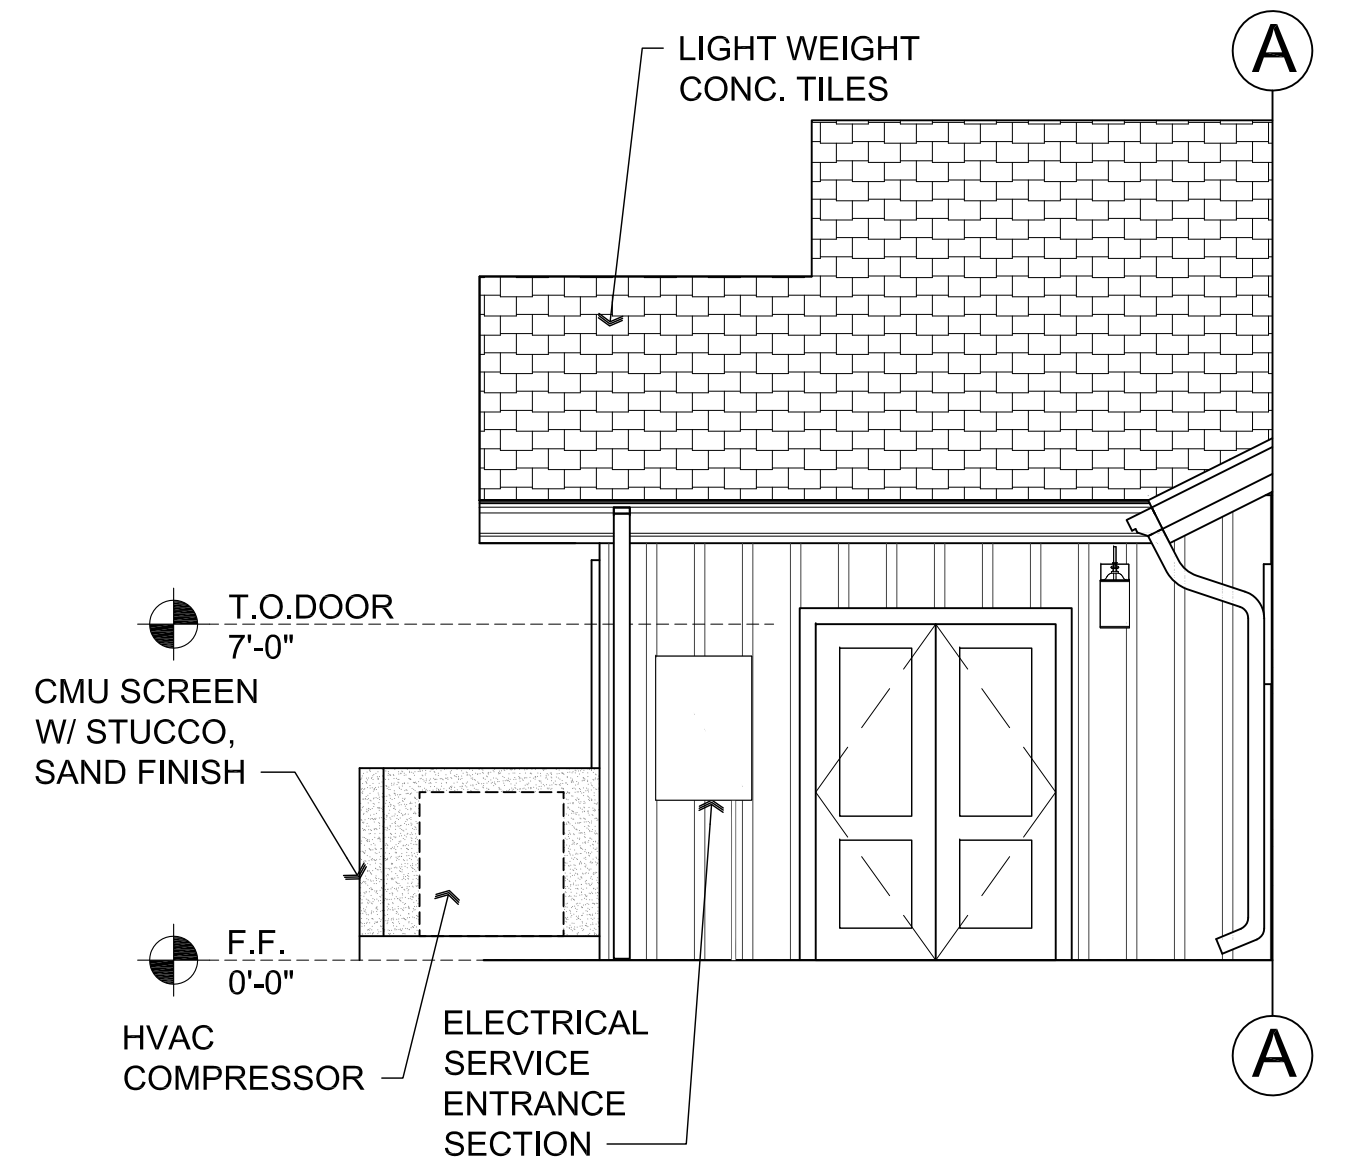 LIGHT WEIGHT
CONC. TILES
A
T.O.DOOR
7'-0"
CMU SCREEN
W/ STUCCO,
SAND FINISH
F.F.
0'-0"
HVAC
COMPRESSOR
ELECTRICAL
SERVICE
ENTRANCE
SECTION
A